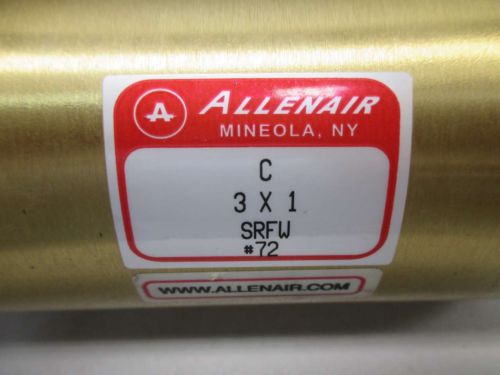 A ALLENAIR
MINEOLA, NY
C
3 X 1
SRFW
#72
WWW.ALLENAIR.COM